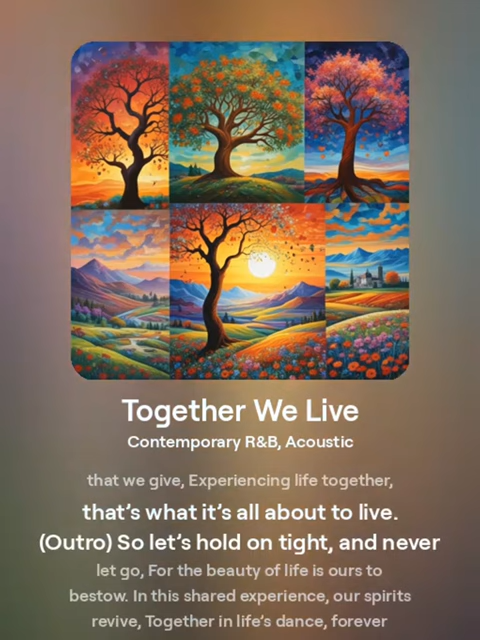 Together We Live
Contemporary R&B, Acoustic
that we give, Experiencing life together,
that's what it's all about to live.
(Outro) So let's hold on tight, and never
let go, For the beauty of life is ours to
bestow. In this shared experience, our spirits
revive, Together in life's dance, forever